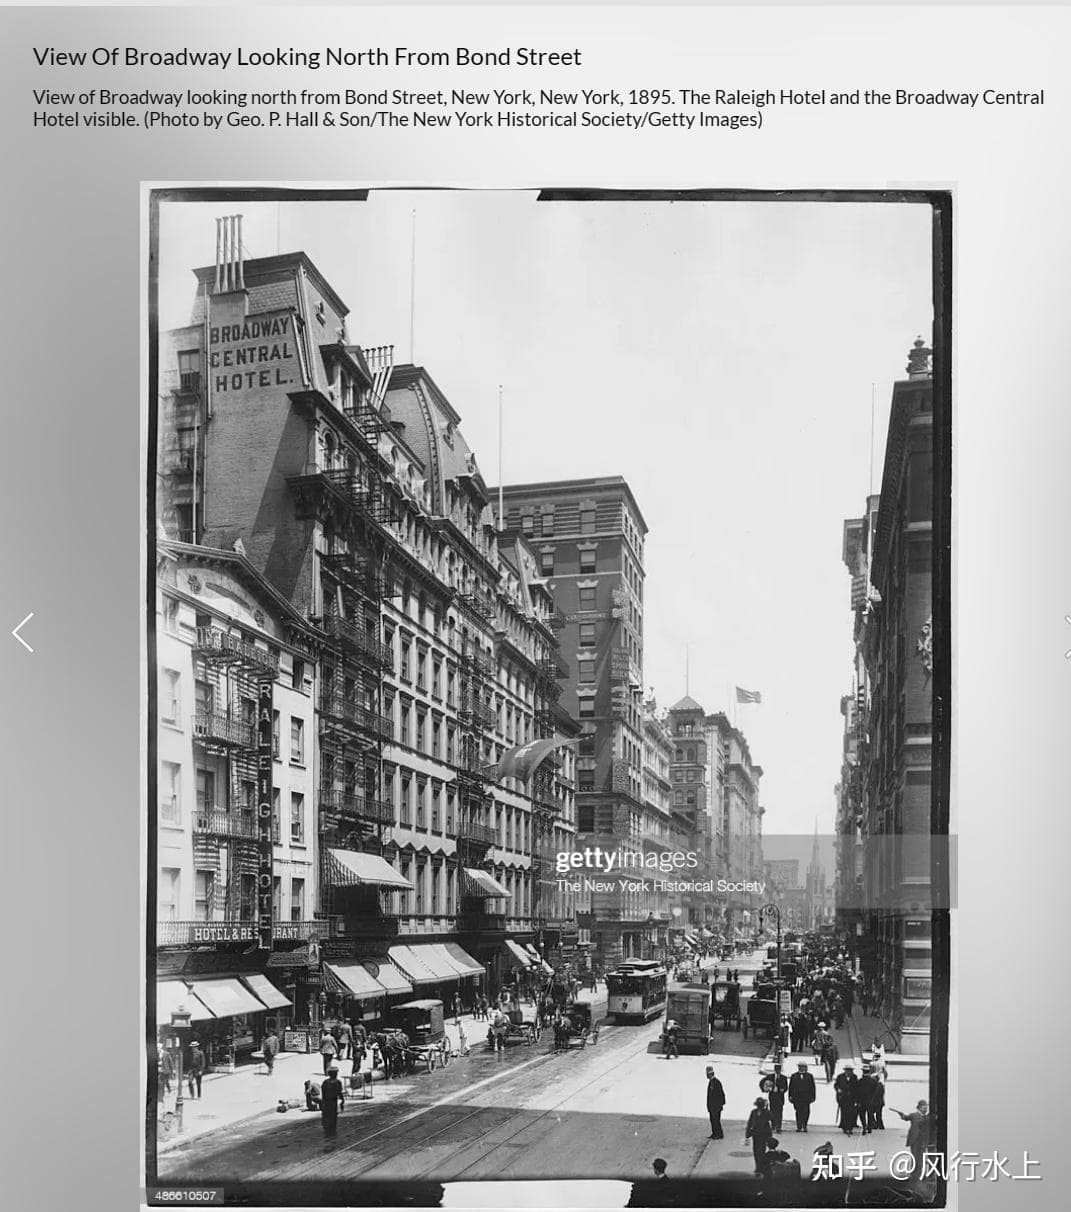 View Of Broadway Looking North From Bond Street
View of Broadway looking north from Bond Street, New York, New York, 1895. The Raleigh Hotel and the Broadway Central
Hotel visible. (Photo by Geo. P. Hall & Son/The New York Historical Society/Getty Images)
BROADWAY
CENTRAL
HOTEL.
RALEIGH HOTEL
HOTEL & RESTAURANT
gettyimages
The New York Historical Society
知乎 @风行水上
486610507